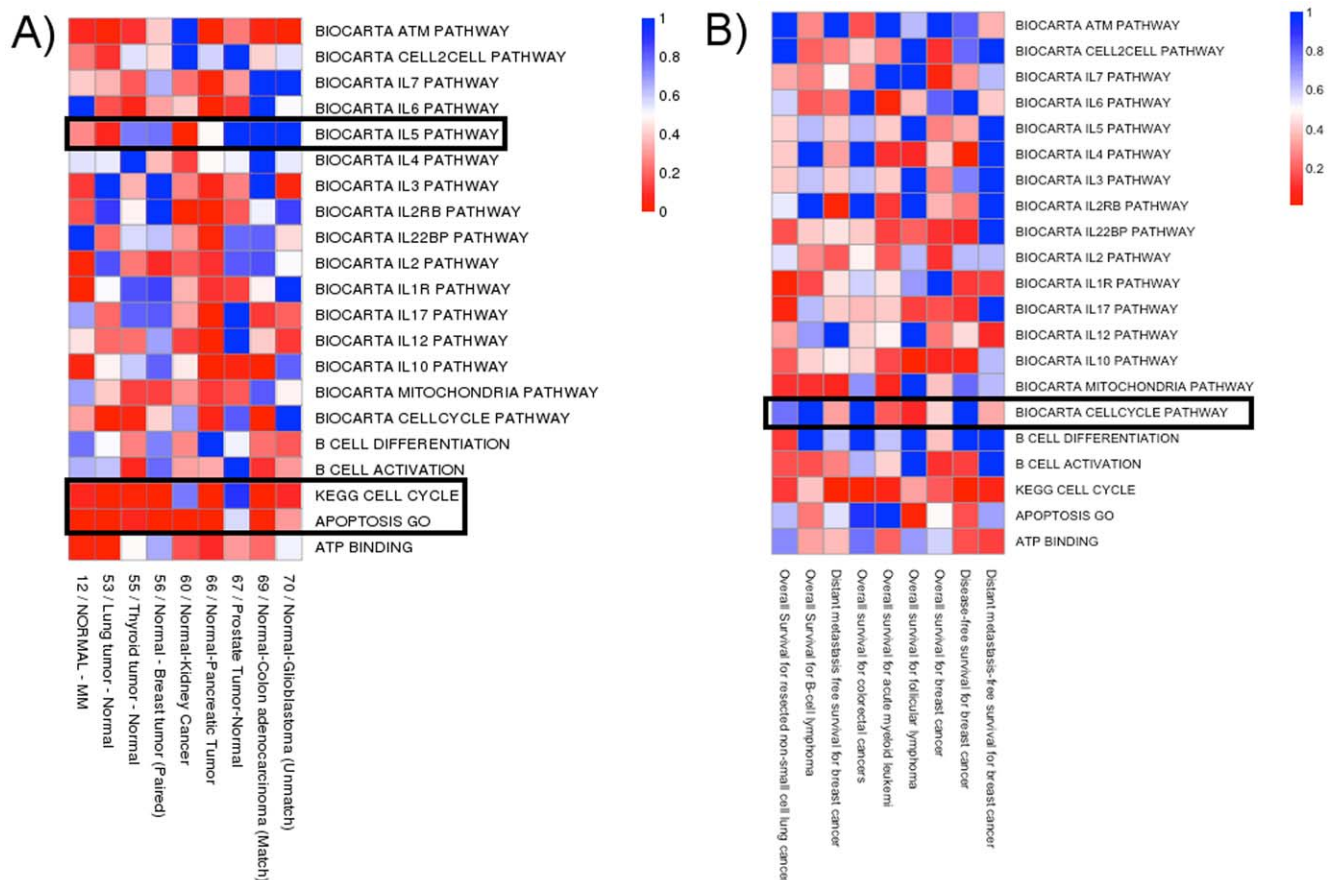 A)
BIOCARTA ATM PATHWAY
BIOCARTA CELL2CELL PATHWAY
BIOCARTA IL7 PATHWAY
BIOCARTA IL6 PATHWAY
BIOCARTA IL5 PATHWAY
BIOCARTA IL4 PATHWAY
BIOCARTA IL3 PATHWAY
BIOCARTA IL2RB PATHWAY
BIOCARTA IL22BP PATHWAY
BIOCARTA IL2 PATHWAY
BIOCARTA IL1R PATHWAY
BIOCARTA IL17 PATHWAY
BIOCARTA IL12 PATHWAY
BIOCARTA IL10 PATHWAY
BIOCARTA MITOCHONDRIA PATHWAY
BIOCARTA CELLCYCLE PATHWAY
B CELL DIFFERENTIATION
B CELL ACTIVATION
KEGG CELL CYCLE
APOPTOSIS GO
ATP BINDING
1
0.8
0.6
0.4
0.2
0
12 / NORMAL - MM
53 / Lung tumor - Normal
55 / Thyroid tumor - Normal
56 / Normal - Breast tumor (Paired)
60 / Normal-Kidney Cancer
66 / Normal-Pancreatic Tumor
67 / Prostate Tumor-Normal
69 / Normal-Colon adenocarcinoma (Match)
70 / Normal-Glioblastoma (Unmatch)
B)
BIOCARTA ATM PATHWAY
BIOCARTA CELL2CELL PATHWAY
BIOCARTA IL7 PATHWAY
BIOCARTA IL6 PATHWAY
BIOCARTA IL5 PATHWAY
BIOCARTA IL4 PATHWAY
BIOCARTA IL3 PATHWAY
BIOCARTA IL2RB PATHWAY
BIOCARTA IL22BP PATHWAY
BIOCARTA IL2 PATHWAY
BIOCARTA IL1R PATHWAY
BIOCARTA IL17 PATHWAY
BIOCARTA IL12 PATHWAY
BIOCARTA IL10 PATHWAY
BIOCARTA MITOCHONDRIA PATHWAY
BIOCARTA CELLCYCLE PATHWAY
B CELL DIFFERENTIATION
B CELL ACTIVATION
KEGG CELL CYCLE
APOPTOSIS GO
ATP BINDING
1
0.8
0.6
0.4
0.2
Overall Survival for resected non-small cell lung cance
Overall Survival for B-cell lymphoma
Distant metastasis free survival for breast cancer
Overall survival for colorectal cancers
Overall survival for acute myeloid leukemi
Overall survival for follicular lymphoma
Overall survival for breast cancer
Disease-free survival for breast cancer
Distant metastasis-free survival for breast cancer